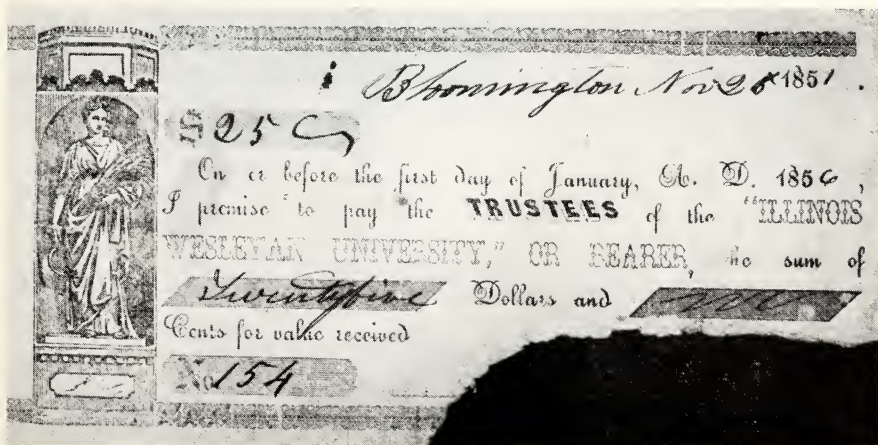 Bloomington Nov 20 1851.
$25
On or before the first day of January, A. D. 1856,
I promise to pay the TRUSTEES of the "ILLINOIS
WESLEYAN UNIVERSITY," OR BEARER, the sum of
Twentyfive Dollars and
Cents for value received
No 154